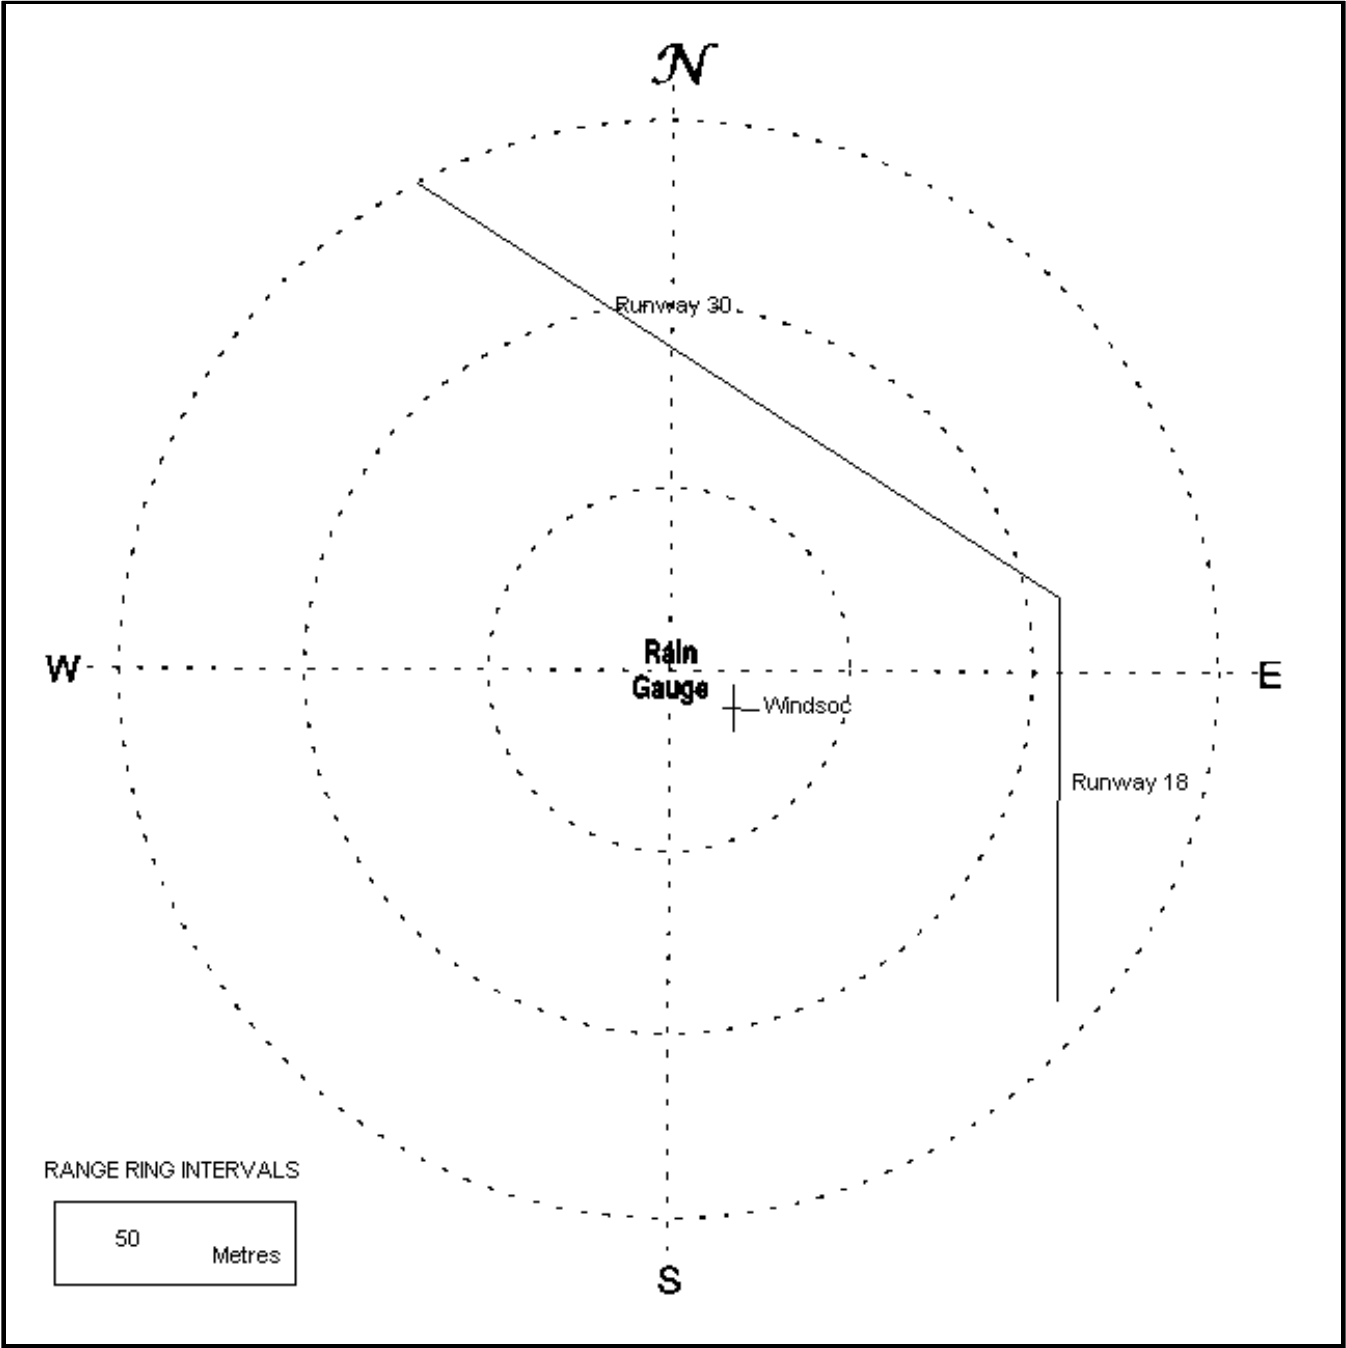 N
Runway 30
Rain
Gauge
W
E
Windsoc
Runway 18
RANGE RING INTERVALS
50
Metres
S